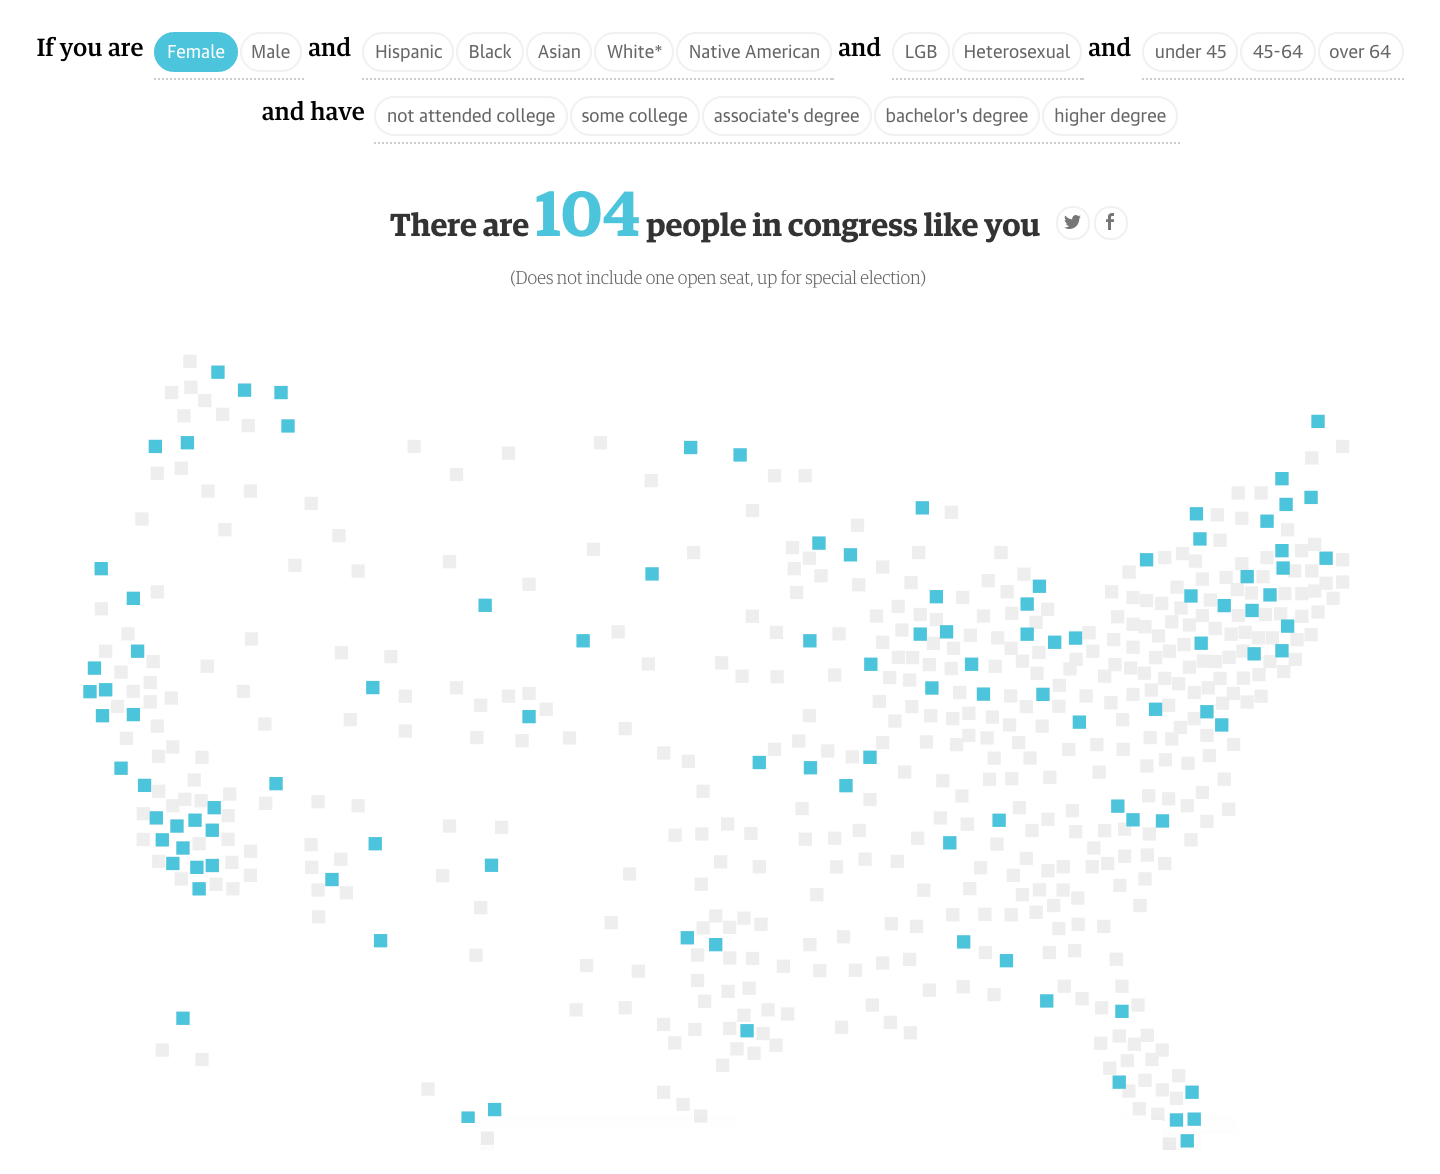 If you are Female Male and Hispanic Black Asian White* Native American and LGB Heterosexual and under 45 45-64 over 64
and have not attended college some college associate's degree bachelor's degree higher degree
There are 104 people in congress like you
(Does not include one open seat, up for special election)